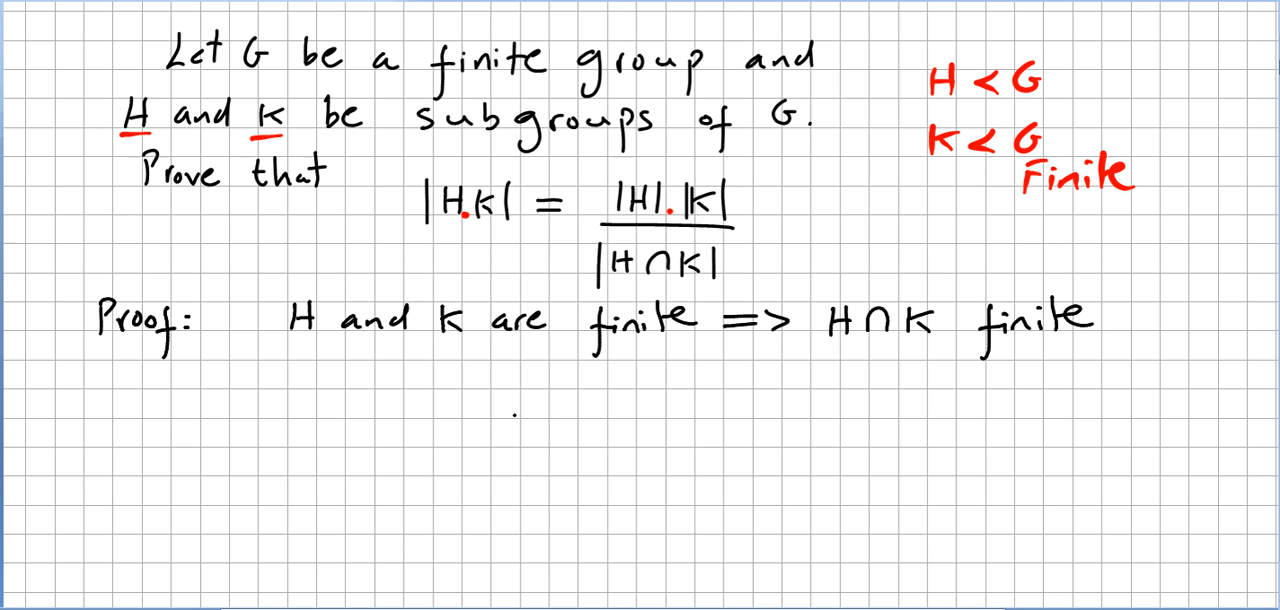 Let G be a finite group and
H and K be subgroups of G.
Prove that
|H.K| = |H|.|K| / |H∩K|
H < G
K < G
Finite
Proof: H and K are finite => H∩K finite